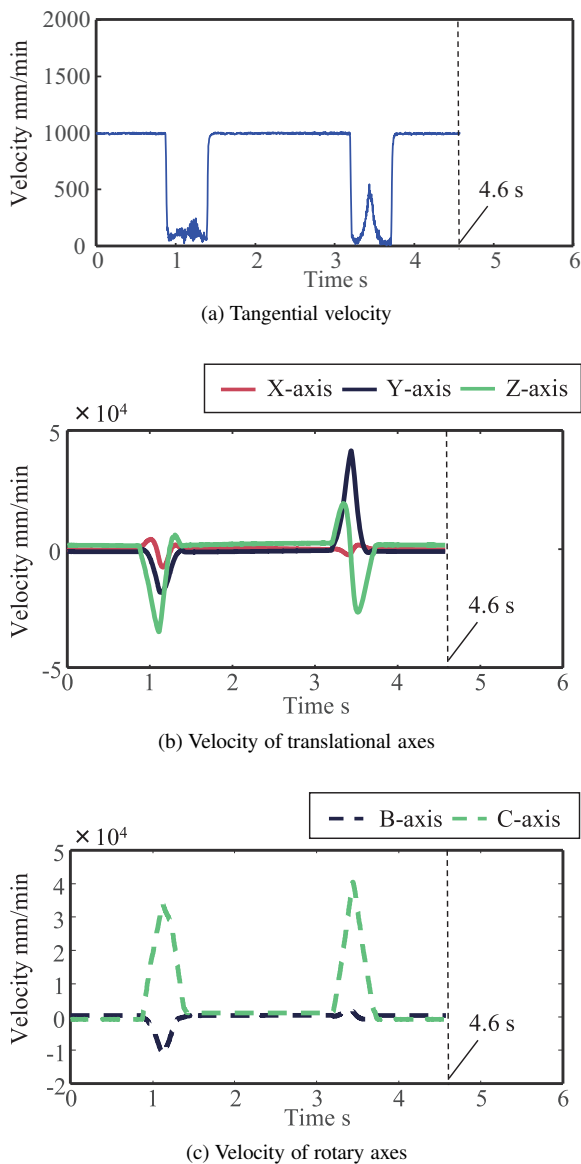 2000
1500
1000
500
0
Velocity mm/min
4.6 s
0 1 2 3 4 5 6
Time s
(a) Tangential velocity
X-axis Y-axis Z-axis
× 10⁴
5
0
-5
Velocity mm/min
4.6 s
0 1 2 3 4 5 6
Time s
(b) Velocity of translational axes
B-axis C-axis
× 10⁴
5
4
3
2
1
0
-1
-2
Velocity mm/min
4.6 s
0 1 2 3 4 5 6
Time s
(c) Velocity of rotary axes